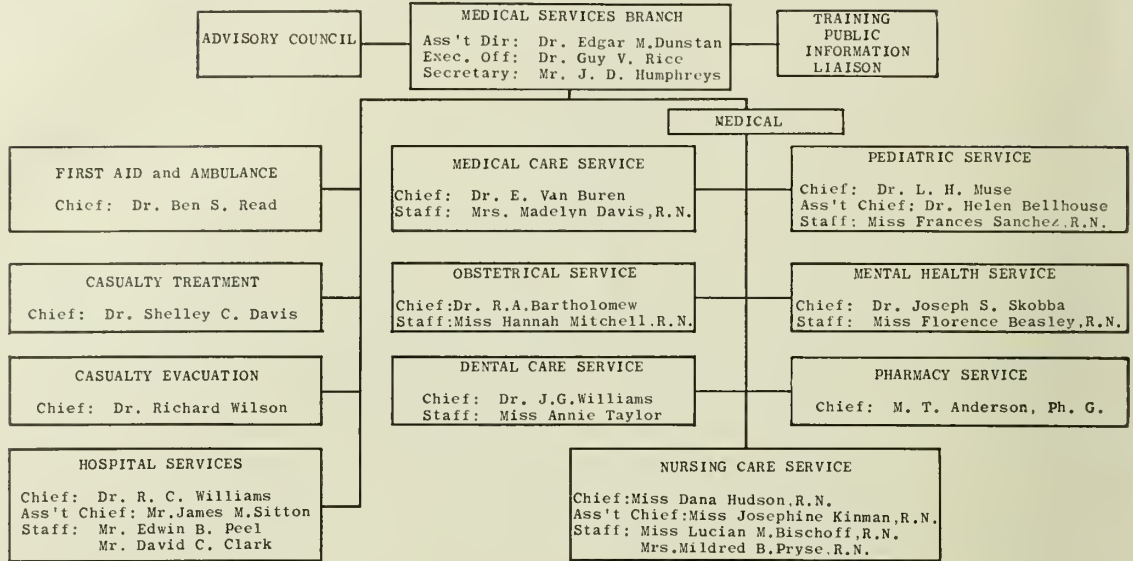 ADVISORY COUNCIL
MEDICAL SERVICES BRANCH
Ass't Dir: Dr. Edgar M.Dunstan
Exec. Off: Dr. Guy V. Rice
Secretary: Mr. J. D. Humphreys
TRAINING
PUBLIC
INFORMATION
LIAISON
MEDICAL
FIRST AID and AMBULANCE
Chief: Dr. Ben S. Read
MEDICAL CARE SERVICE
Chief: Dr. E. Van Buren
Staff: Mrs. Madelyn Davis,R.N.
PEDIATRIC SERVICE
Chief: Dr. L. H. Muse
Ass't Chief: Dr. Helen Bellhouse
Staff: Miss Frances Sanchez,R.N.
CASUALTY TREATMENT
Chief: Dr. Shelley C. Davis
OBSTETRICAL SERVICE
Chief:Dr. R.A.Bartholomew
Staff:Miss Hannah Mitchell,R.N.
MENTAL HEALTH SERVICE
Chief: Dr. Joseph S. Skobba
Staff: Miss Florence Beasley,R.N.
CASUALTY EVACUATION
Chief: Dr. Richard Wilson
DENTAL CARE SERVICE
Chief: Dr. J.G.Williams
Staff: Miss Annie Taylor
PHARMACY SERVICE
Chief: M. T. Anderson, Ph. G.
HOSPITAL SERVICES
Chief: Dr. R. C. Williams
Ass't Chief: Mr.James M.Sitton
Staff: Mr. Edwin B. Peel
Mr. David C. Clark
NURSING CARE SERVICE
Chief:Miss Dana Hudson,R.N.
Ass't Chief:Miss Josephine Kinman,R.N.
Staff: Miss Lucian M.Bischoff,R.N.
Mrs.Mildred B.Pryse,R.N.